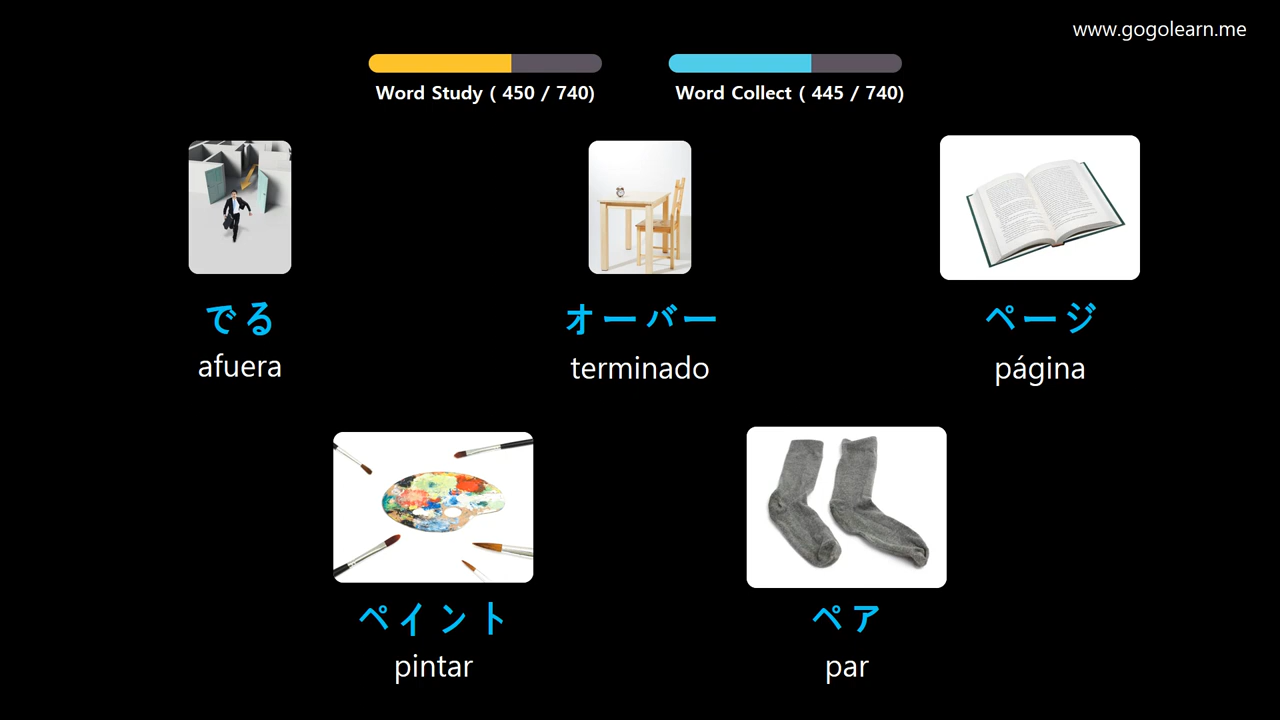 www.gogolearn.me
Word Study ( 450 / 740)
Word Collect ( 445 / 740)
でる
afuera
オーバー
terminado
ページ
página
ペイント
pintar
ペア
par